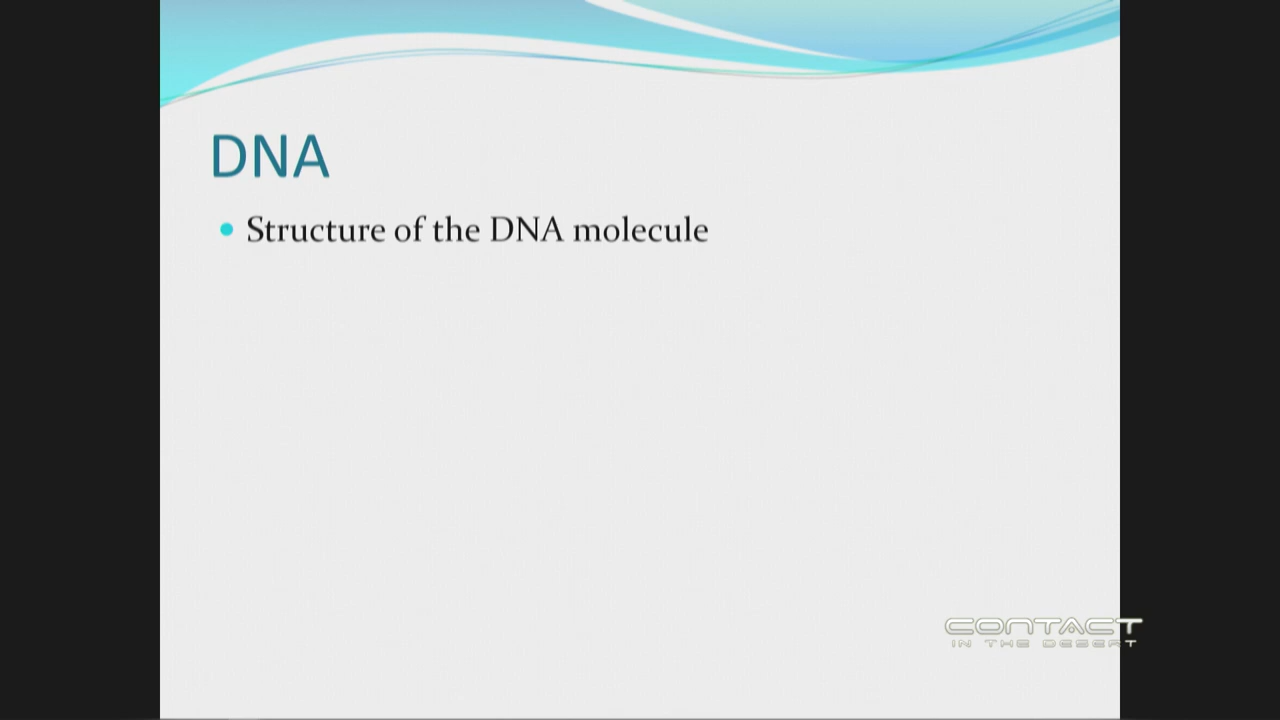 DNA
Structure of the DNA molecule
CONTACT
IN THE DESERT